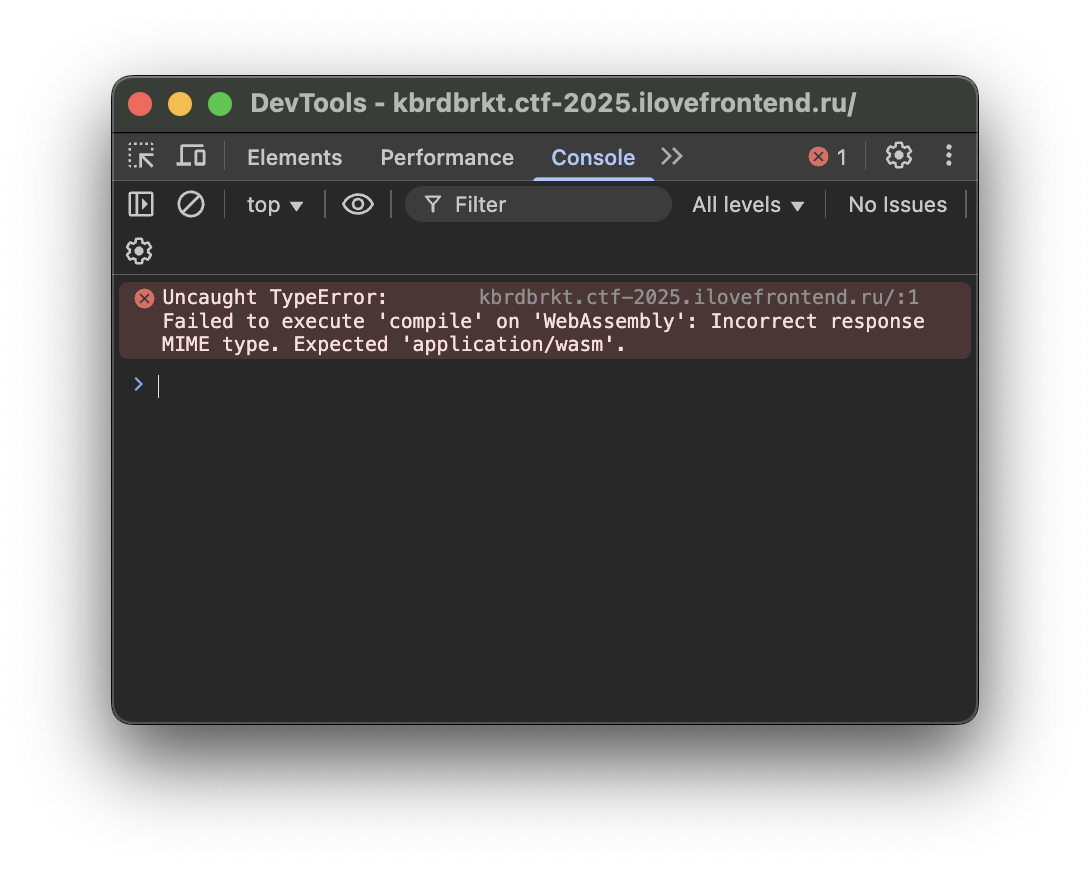 DevTools - kbrdbrkt.ctf-2025.ilovefrontend.ru/
Elements Performance Console 1
top Filter All levels No Issues
Uncaught TypeError: kbrdbrkt.ctf-2025.ilovefrontend.ru/:1
Failed to execute 'compile' on 'WebAssembly': Incorrect response
MIME type. Expected 'application/wasm'.